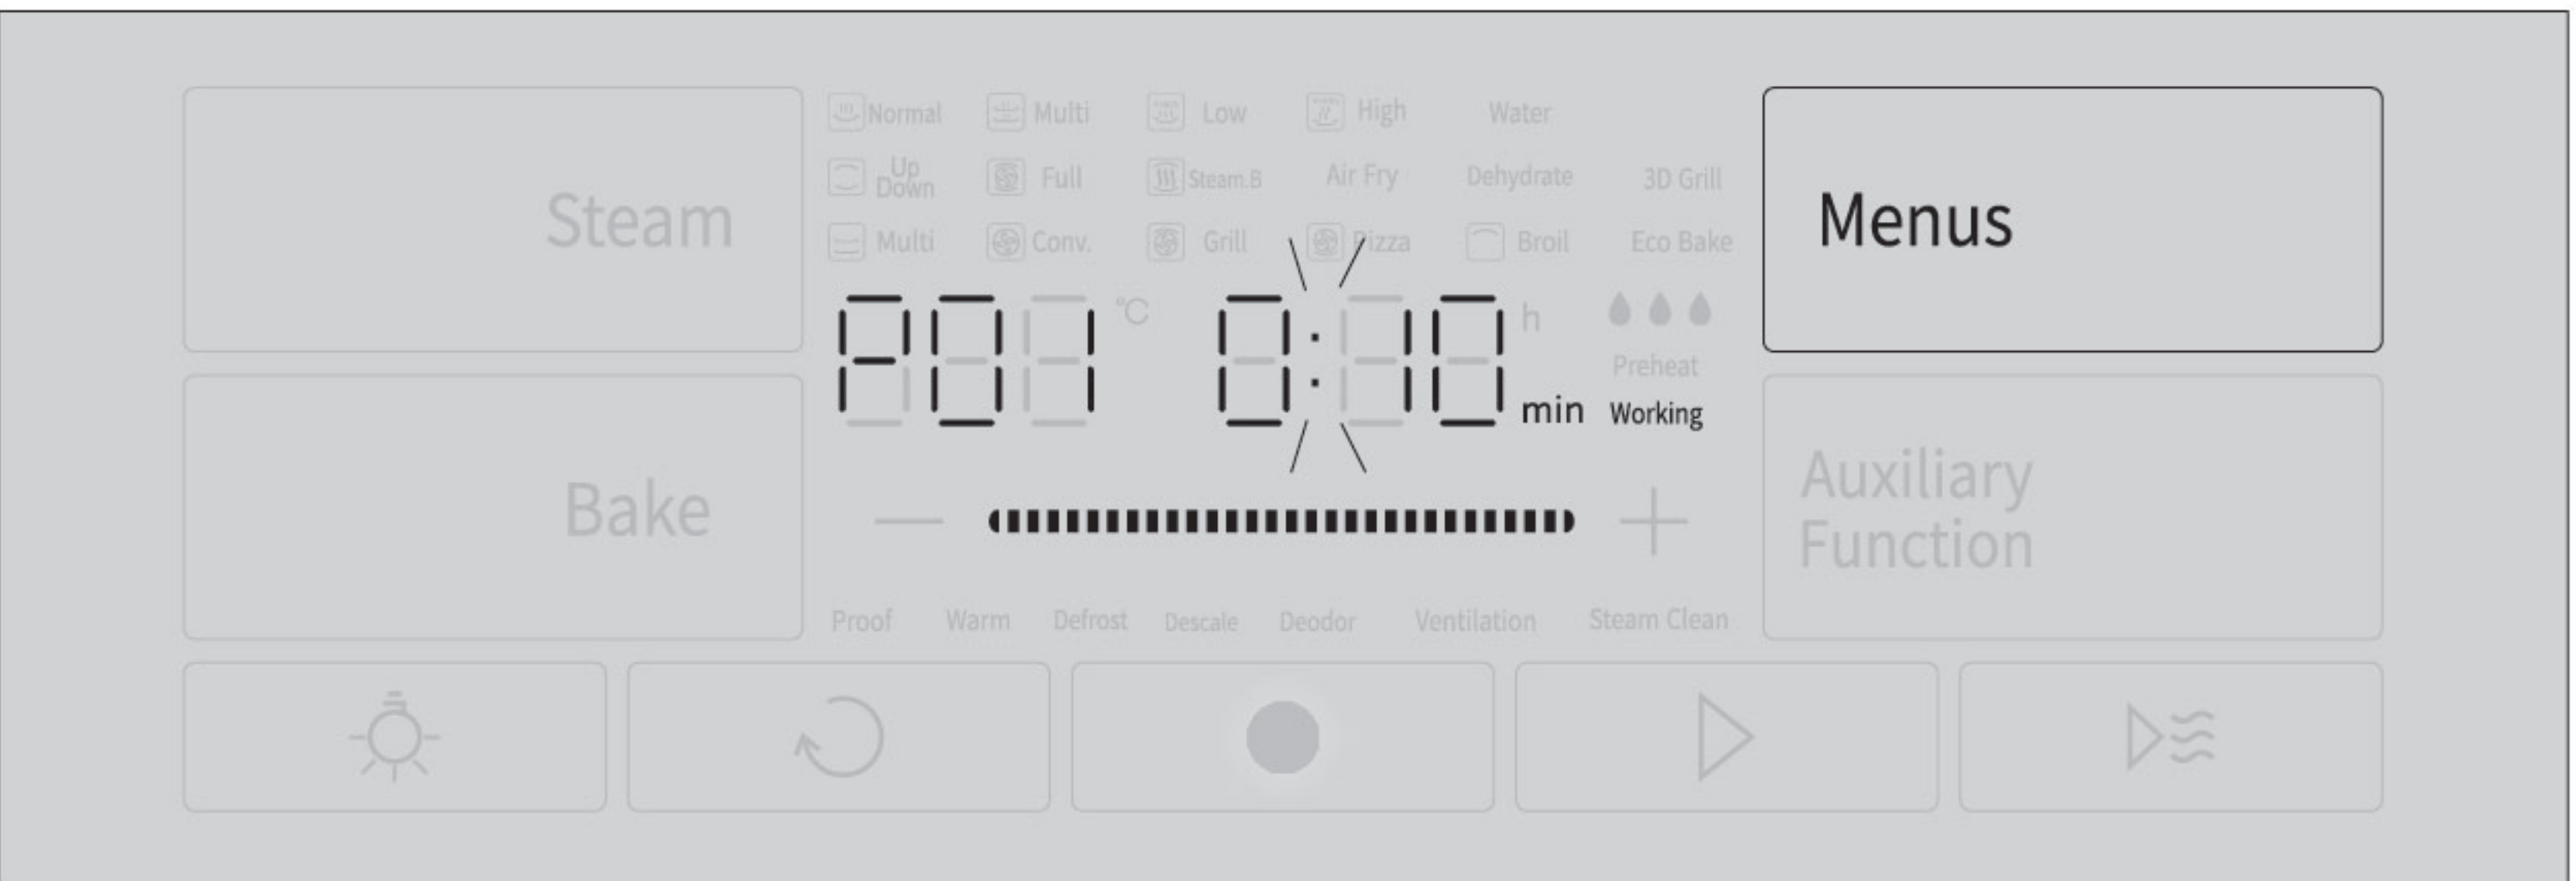 Normal Multi Low High Water
Up Down Full Steam.B Air Fry Dehydrate 3D Grill
Multi Conv. Grill Pizza Broil Eco Bake
Steam
Menus
P01 °C 0:10 h min
Preheat
Working
Bake
Auxiliary
Function
Proof Warm Defrost Descale Deodor Ventilation Steam Clean